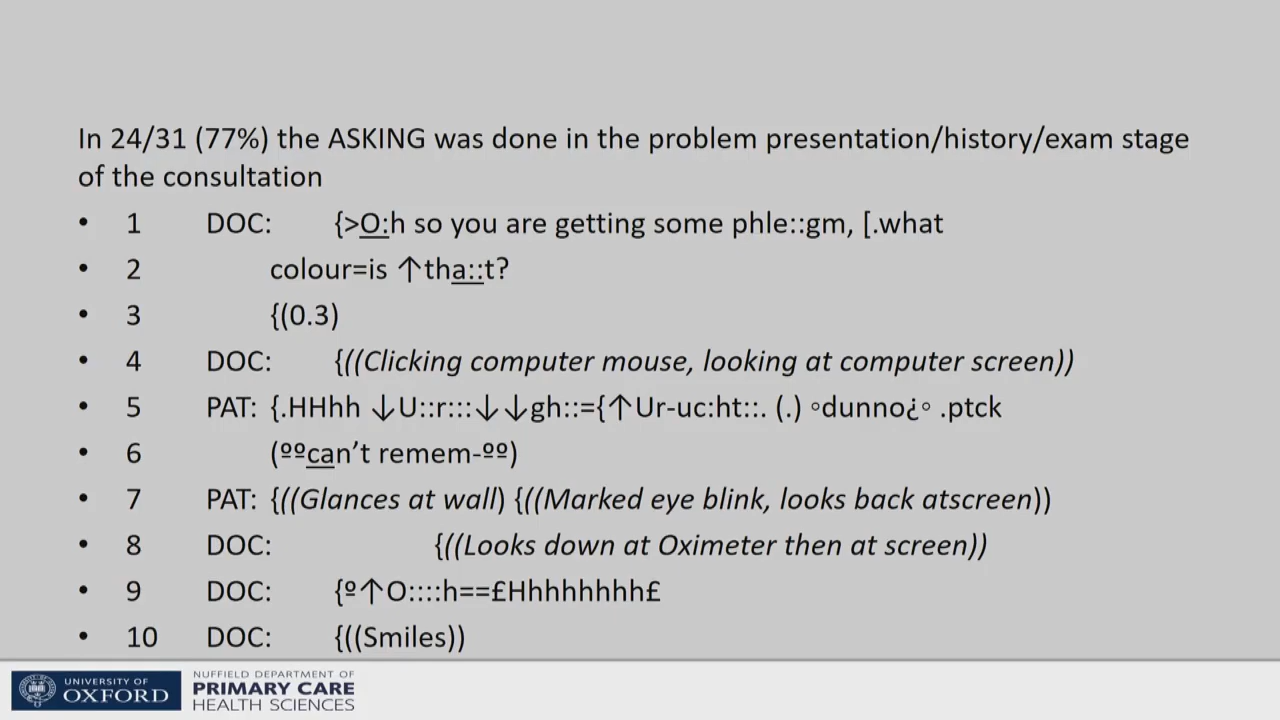 In 24/31 (77%) the ASKING was done in the problem presentation/history/exam stage
of the consultation
• 1 DOC: {>O:h so you are getting some phle::gm, [.what
• 2 colour=is ↑tha::t?
• 3 {(0.3)
• 4 DOC: {((Clicking computer mouse, looking at computer screen))
• 5 PAT: {.HHhh ↓U::r:::↓↓gh::={↑Ur-uc:ht::. (.) ◦dunno¿◦ .ptck
• 6 (ººcan’t remem-ºº)
• 7 PAT: {((Glances at wall) {((Marked eye blink, looks back atscreen))
• 8 DOC: {((Looks down at Oximeter then at screen))
• 9 DOC: {º↑O::::h==£Hhhhhhhh£
• 10 DOC: {((Smiles))
UNIVERSITY OF
OXFORD
NUFFIELD DEPARTMENT OF
PRIMARY CARE
HEALTH SCIENCES